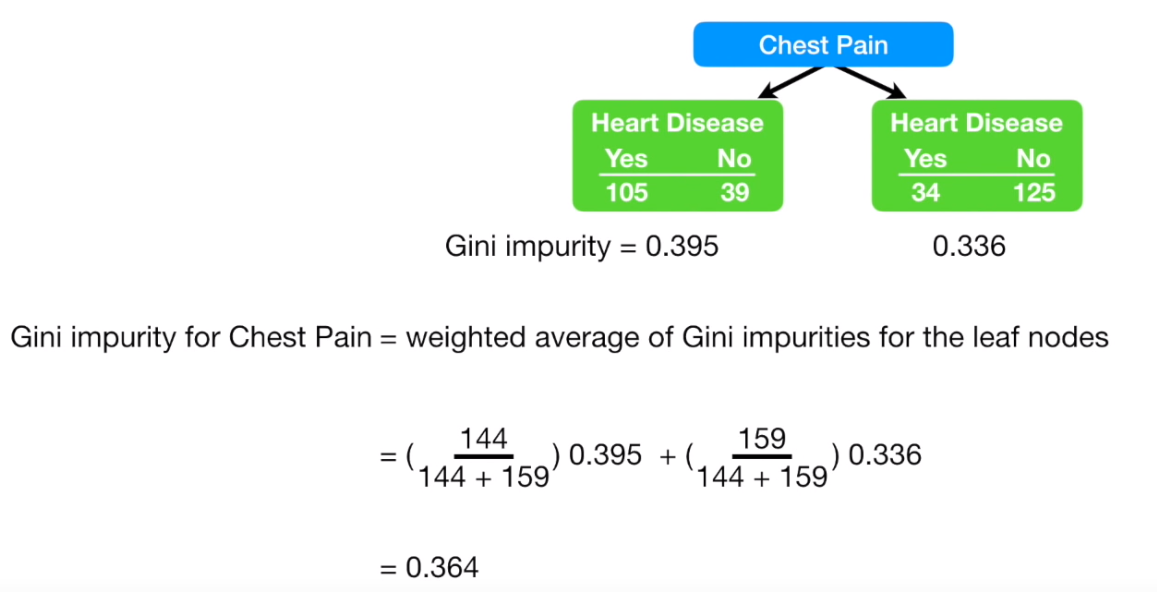 Chest Pain
Heart Disease
Yes No
105 39
Heart Disease
Yes No
34 125
Gini impurity = 0.395
0.336
Gini impurity for Chest Pain = weighted average of Gini impurities for the leaf nodes
= (144 / 144 + 159) 0.395 + (159 / 144 + 159) 0.336
= 0.364